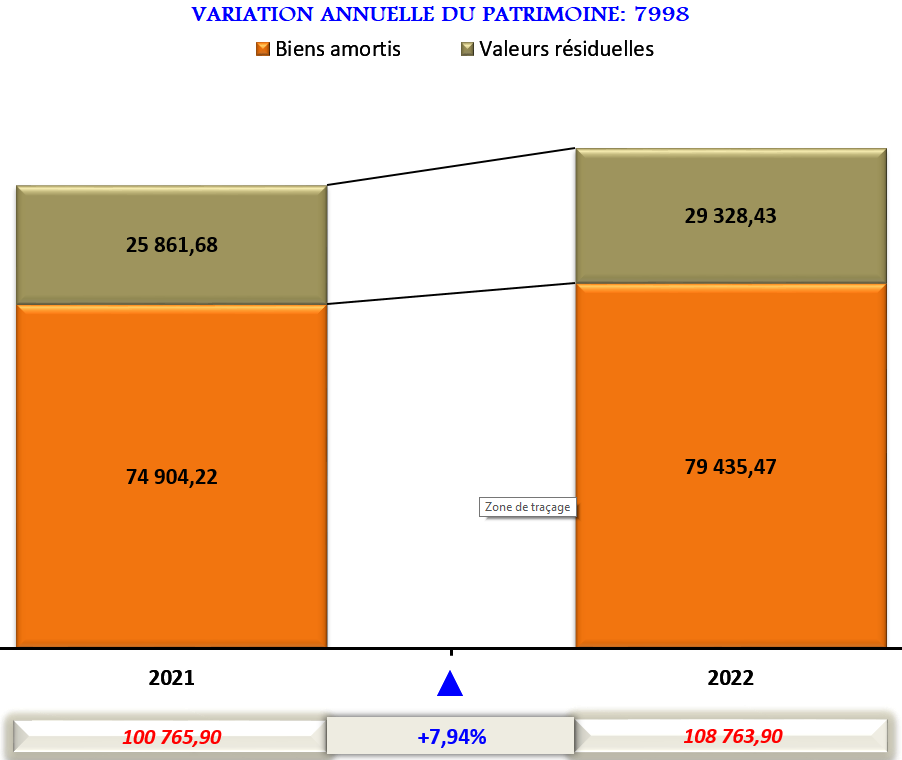 VARIATION ANNUELLE DU PATRIMOINE: 7998
Biens amortis Valeurs résiduelles
25 861,68
29 328,43
74 904,22
79 435,47
Zone de traçage
2021 2022
100 765,90 +7,94% 108 763,90